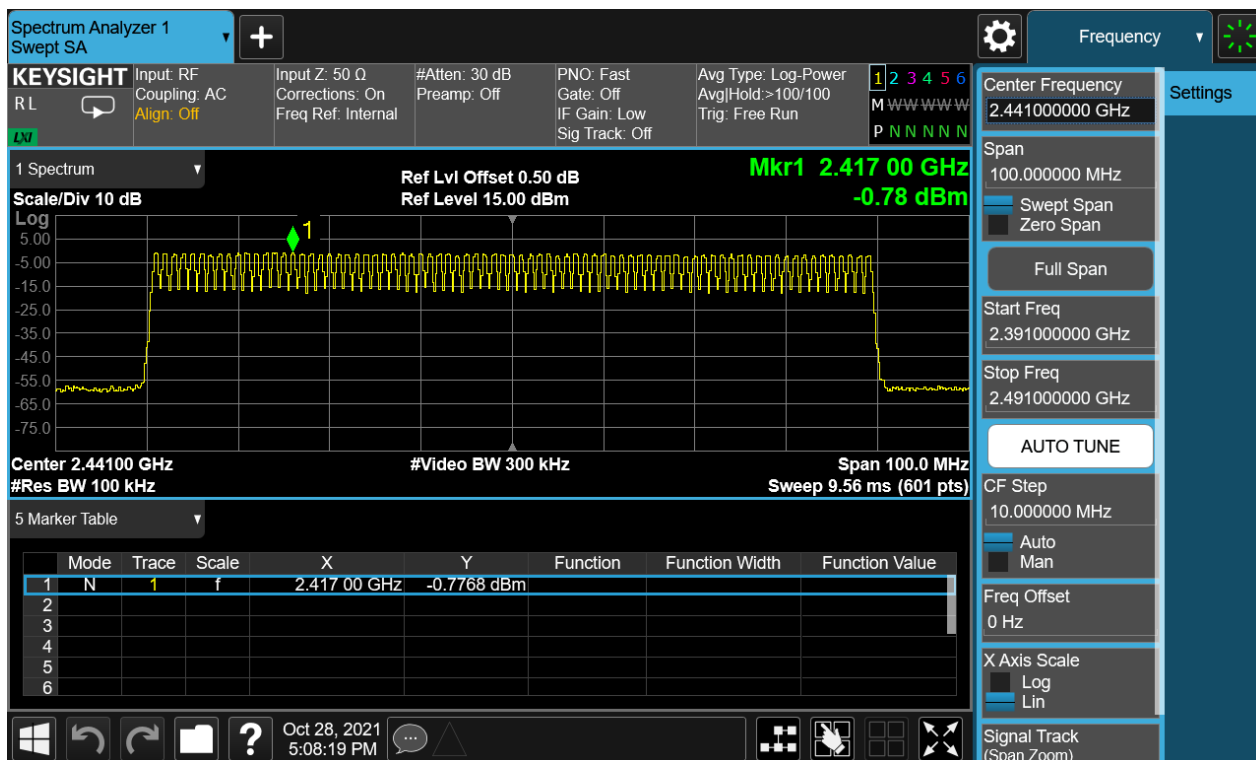 Spectrum Analyzer 1
Swept SA
Frequency
KEYSIGHT
R L
LXI
Input: RF
Coupling: AC
Align: Off
Input Z: 50 Ω
Corrections: On
Freq Ref: Internal
#Atten: 30 dB
Preamp: Off
PNO: Fast
Gate: Off
IF Gain: Low
Sig Track: Off
Avg Type: Log-Power
Avg|Hold:>100/100
Trig: Free Run
1 2 3 4 5 6
M W W W W W W
P N N N N N
1 Spectrum
Scale/Div 10 dB
Ref Lvl Offset 0.50 dB
Ref Level 15.00 dBm
Mkr1 2.417 00 GHz
-0.78 dBm
Log
1
5.00
-5.00
-15.0
-25.0
-35.0
-45.0
-55.0
-65.0
-75.0
Center 2.44100 GHz
#Res BW 100 kHz
#Video BW 300 kHz
Span 100.0 MHz
Sweep 9.56 ms (601 pts)
5 Marker Table
Mode Trace Scale X Y Function Function Width Function Value
1 N 1 f 2.417 00 GHz -0.7768 dBm
2
3
4
5
6
Oct 28, 2021
5:08:19 PM
Center Frequency
2.441000000 GHz
Settings
Span
100.000000 MHz
Swept Span
Zero Span
Full Span
Start Freq
2.391000000 GHz
Stop Freq
2.491000000 GHz
AUTO TUNE
CF Step
10.000000 MHz
Auto
Man
Freq Offset
0 Hz
X Axis Scale
Log
Lin
Signal Track
(Span Zoom)